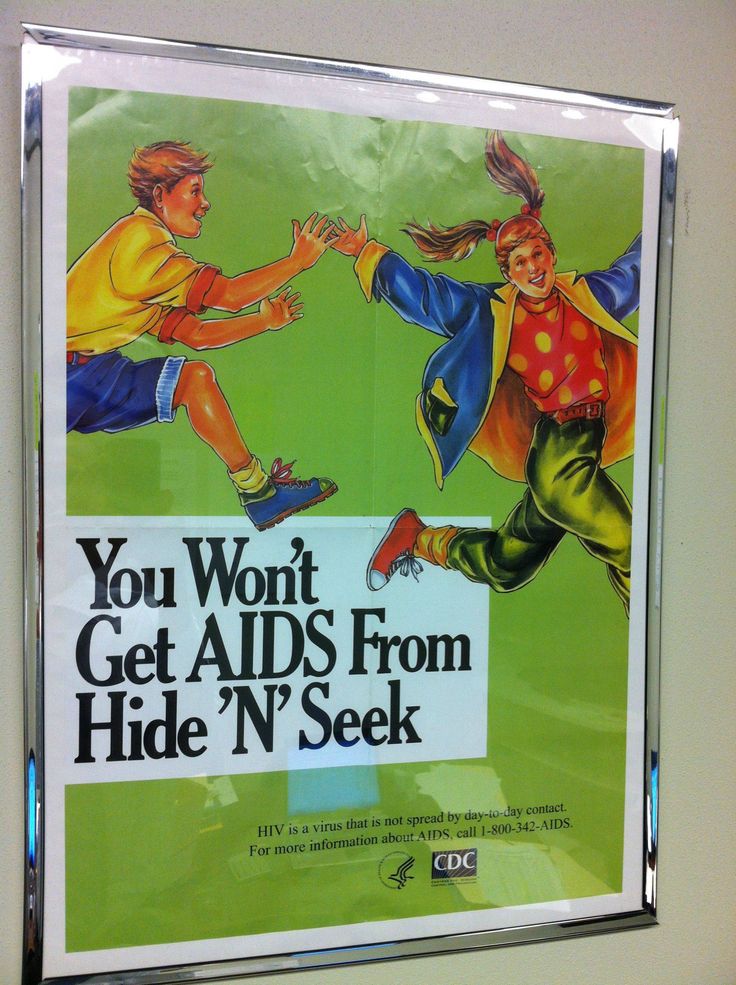 You Won't
Get AIDS From
Hide 'N' Seek
HIV is a virus that is not spread by day-to-day contact.
For more information about AIDS, call 1-800-342-AIDS.
CDC